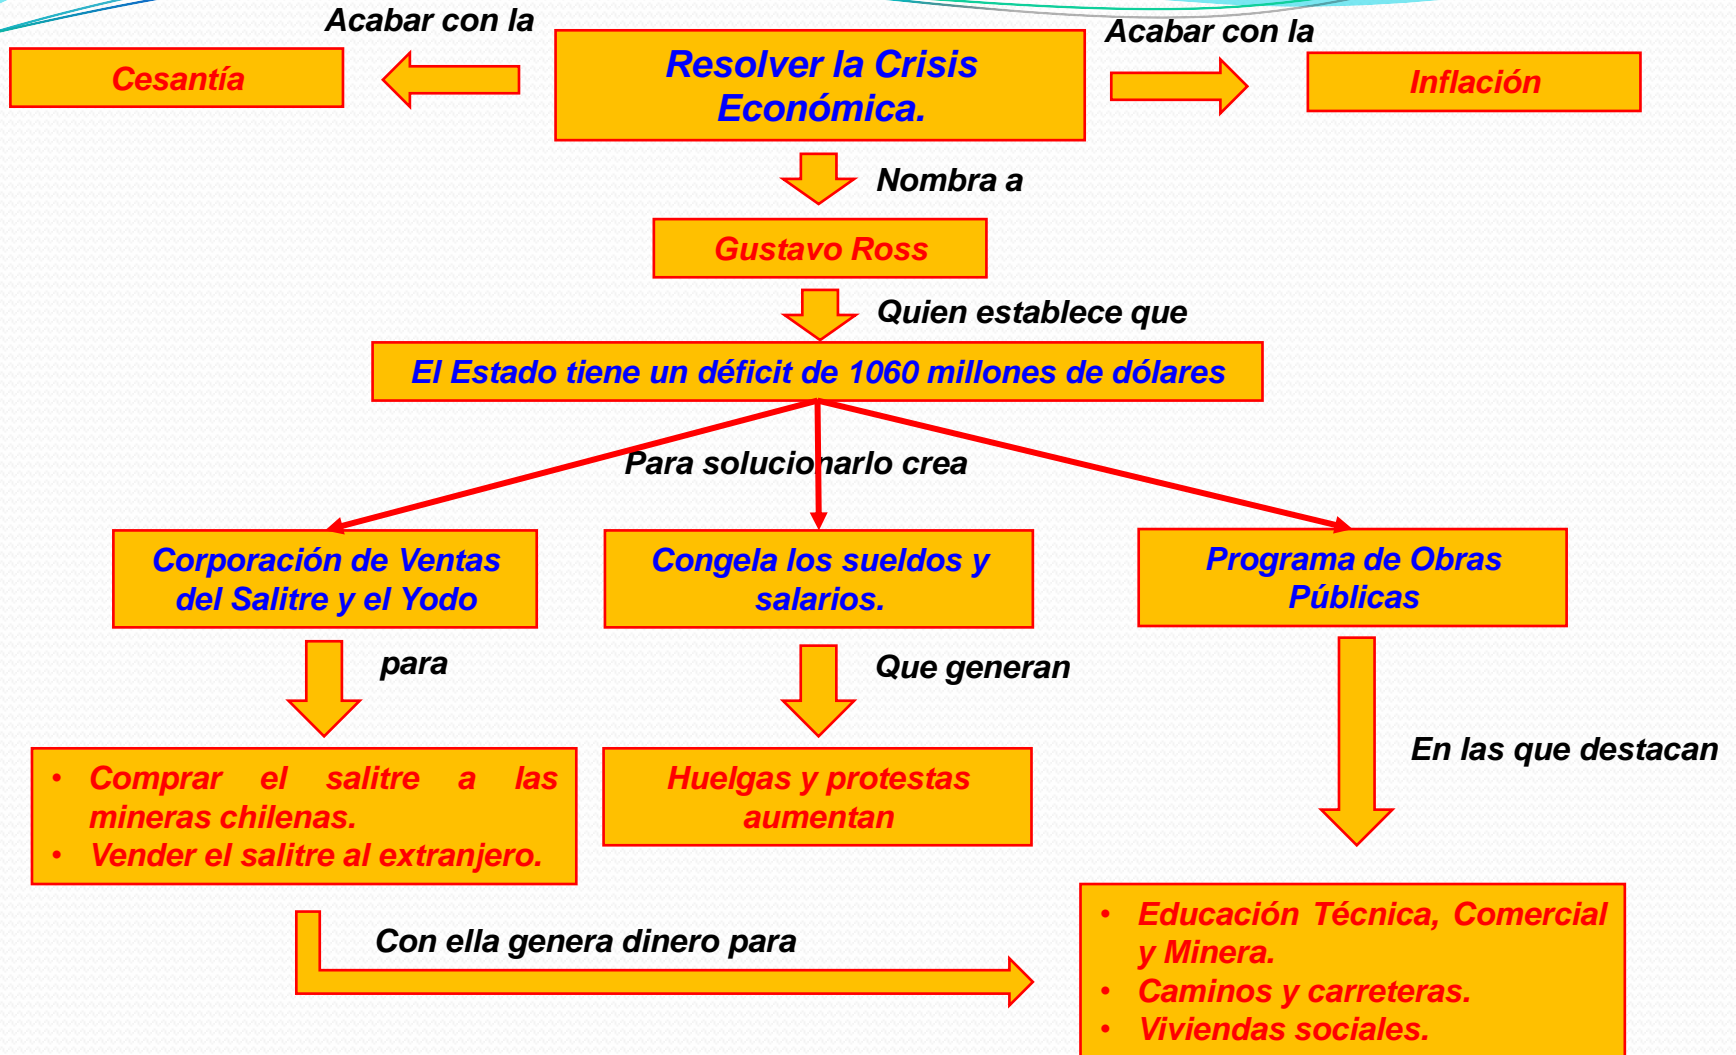 Acabar con la
Acabar con la
Cesantía
Resolver la Crisis
Económica.
Inflación
Nombra a
Gustavo Ross
Quien establece que
El Estado tiene un déficit de 1060 millones de dólares
Para solucionarlo crea
Corporación de Ventas
del Salitre y el Yodo
Congela los sueldos y
salarios.
Programa de Obras
Públicas
para
Que generan
En las que destacan
• Comprar el salitre a las
mineras chilenas.
• Vender el salitre al extranjero.
Huelgas y protestas
aumentan
Con ella genera dinero para
• Educación Técnica, Comercial
y Minera.
• Caminos y carreteras.
• Viviendas sociales.